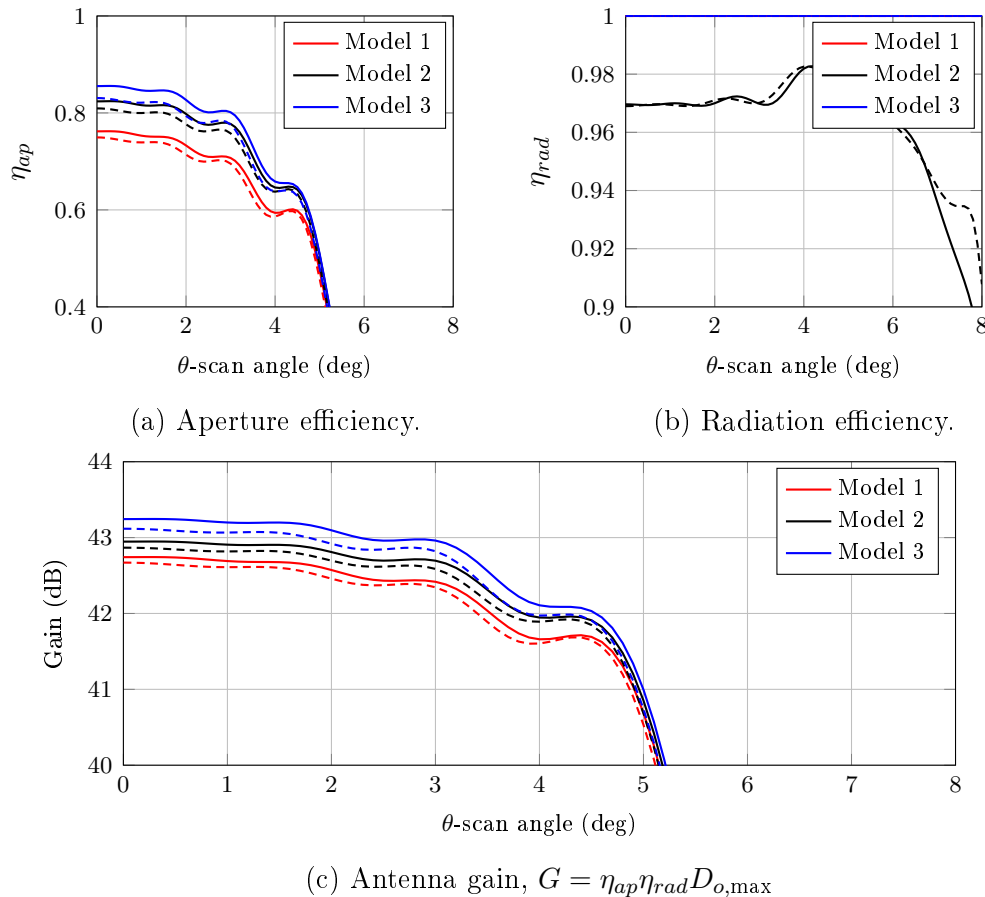 1
0.8
0.6
0.4
η_ap
0 2 4 6 8
θ-scan angle (deg)
Model 1
Model 2
Model 3
(a) Aperture efficiency.
1
0.98
0.96
0.94
0.92
0.9
η_rad
0 2 4 6 8
θ-scan angle (deg)
Model 1
Model 2
Model 3
(b) Radiation efficiency.
44
43
42
41
40
Gain (dB)
0 1 2 3 4 5 6 7 8
θ-scan angle (deg)
Model 1
Model 2
Model 3
(c) Antenna gain, G = η_ap η_rad D_o,max